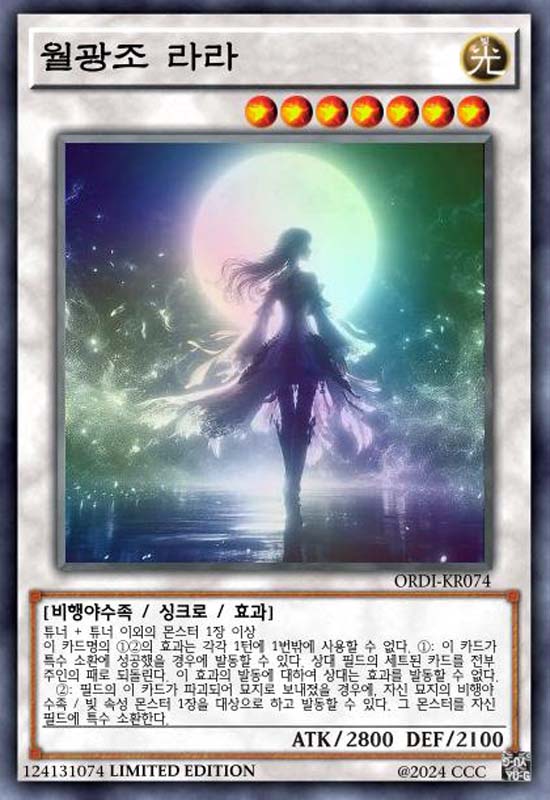 월광조 라라
빛
光
ORDI-KR074
[비행야수족 / 싱크로 / 효과]
튜너 + 튜너 이외의 몬스터 1장 이상
이 카드명의 ①②의 효과는 각각 1턴에 1번밖에 사용할 수 없다. ①: 이 카드가
특수 소환에 성공했을 경우에 발동할 수 있다. 상대 필드의 세트된 카드를 전부
주인의 패로 되돌린다. 이 효과의 발동에 대하여 상대는 효과를 발동할 수 없다.
②: 필드의 이 카드가 파괴되어 묘지로 보내졌을 경우에, 자신 묘지의 비행야
수족 / 빛 속성 몬스터 1장을 대상으로 하고 발동할 수 있다. 그 몬스터를 자신
필드에 특수 소환한다.
ATK/2800 DEF/2100
124131074 LIMITED EDITION @2024 CCC